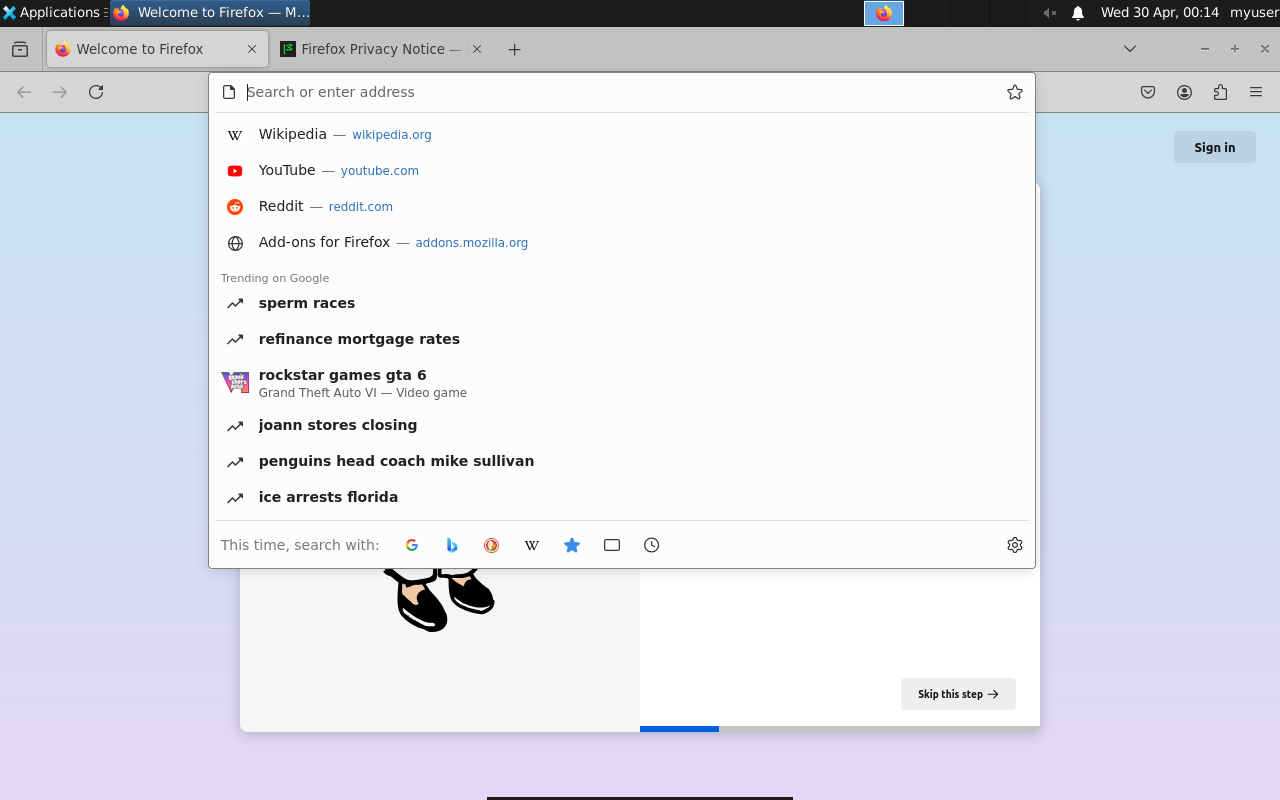 Applications
Welcome to Firefox — M...
Wed 30 Apr, 00:14
myuser
Welcome to Firefox
Firefox Privacy Notice —
Search or enter address
Wikipedia — wikipedia.org
YouTube — youtube.com
Reddit — reddit.com
Add-ons for Firefox — addons.mozilla.org
Trending on Google
sperm races
refinance mortgage rates
rockstar games gta 6
Grand Theft Auto VI — Video game
joann stores closing
penguins head coach mike sullivan
ice arrests florida
This time, search with:
Sign in
Skip this step